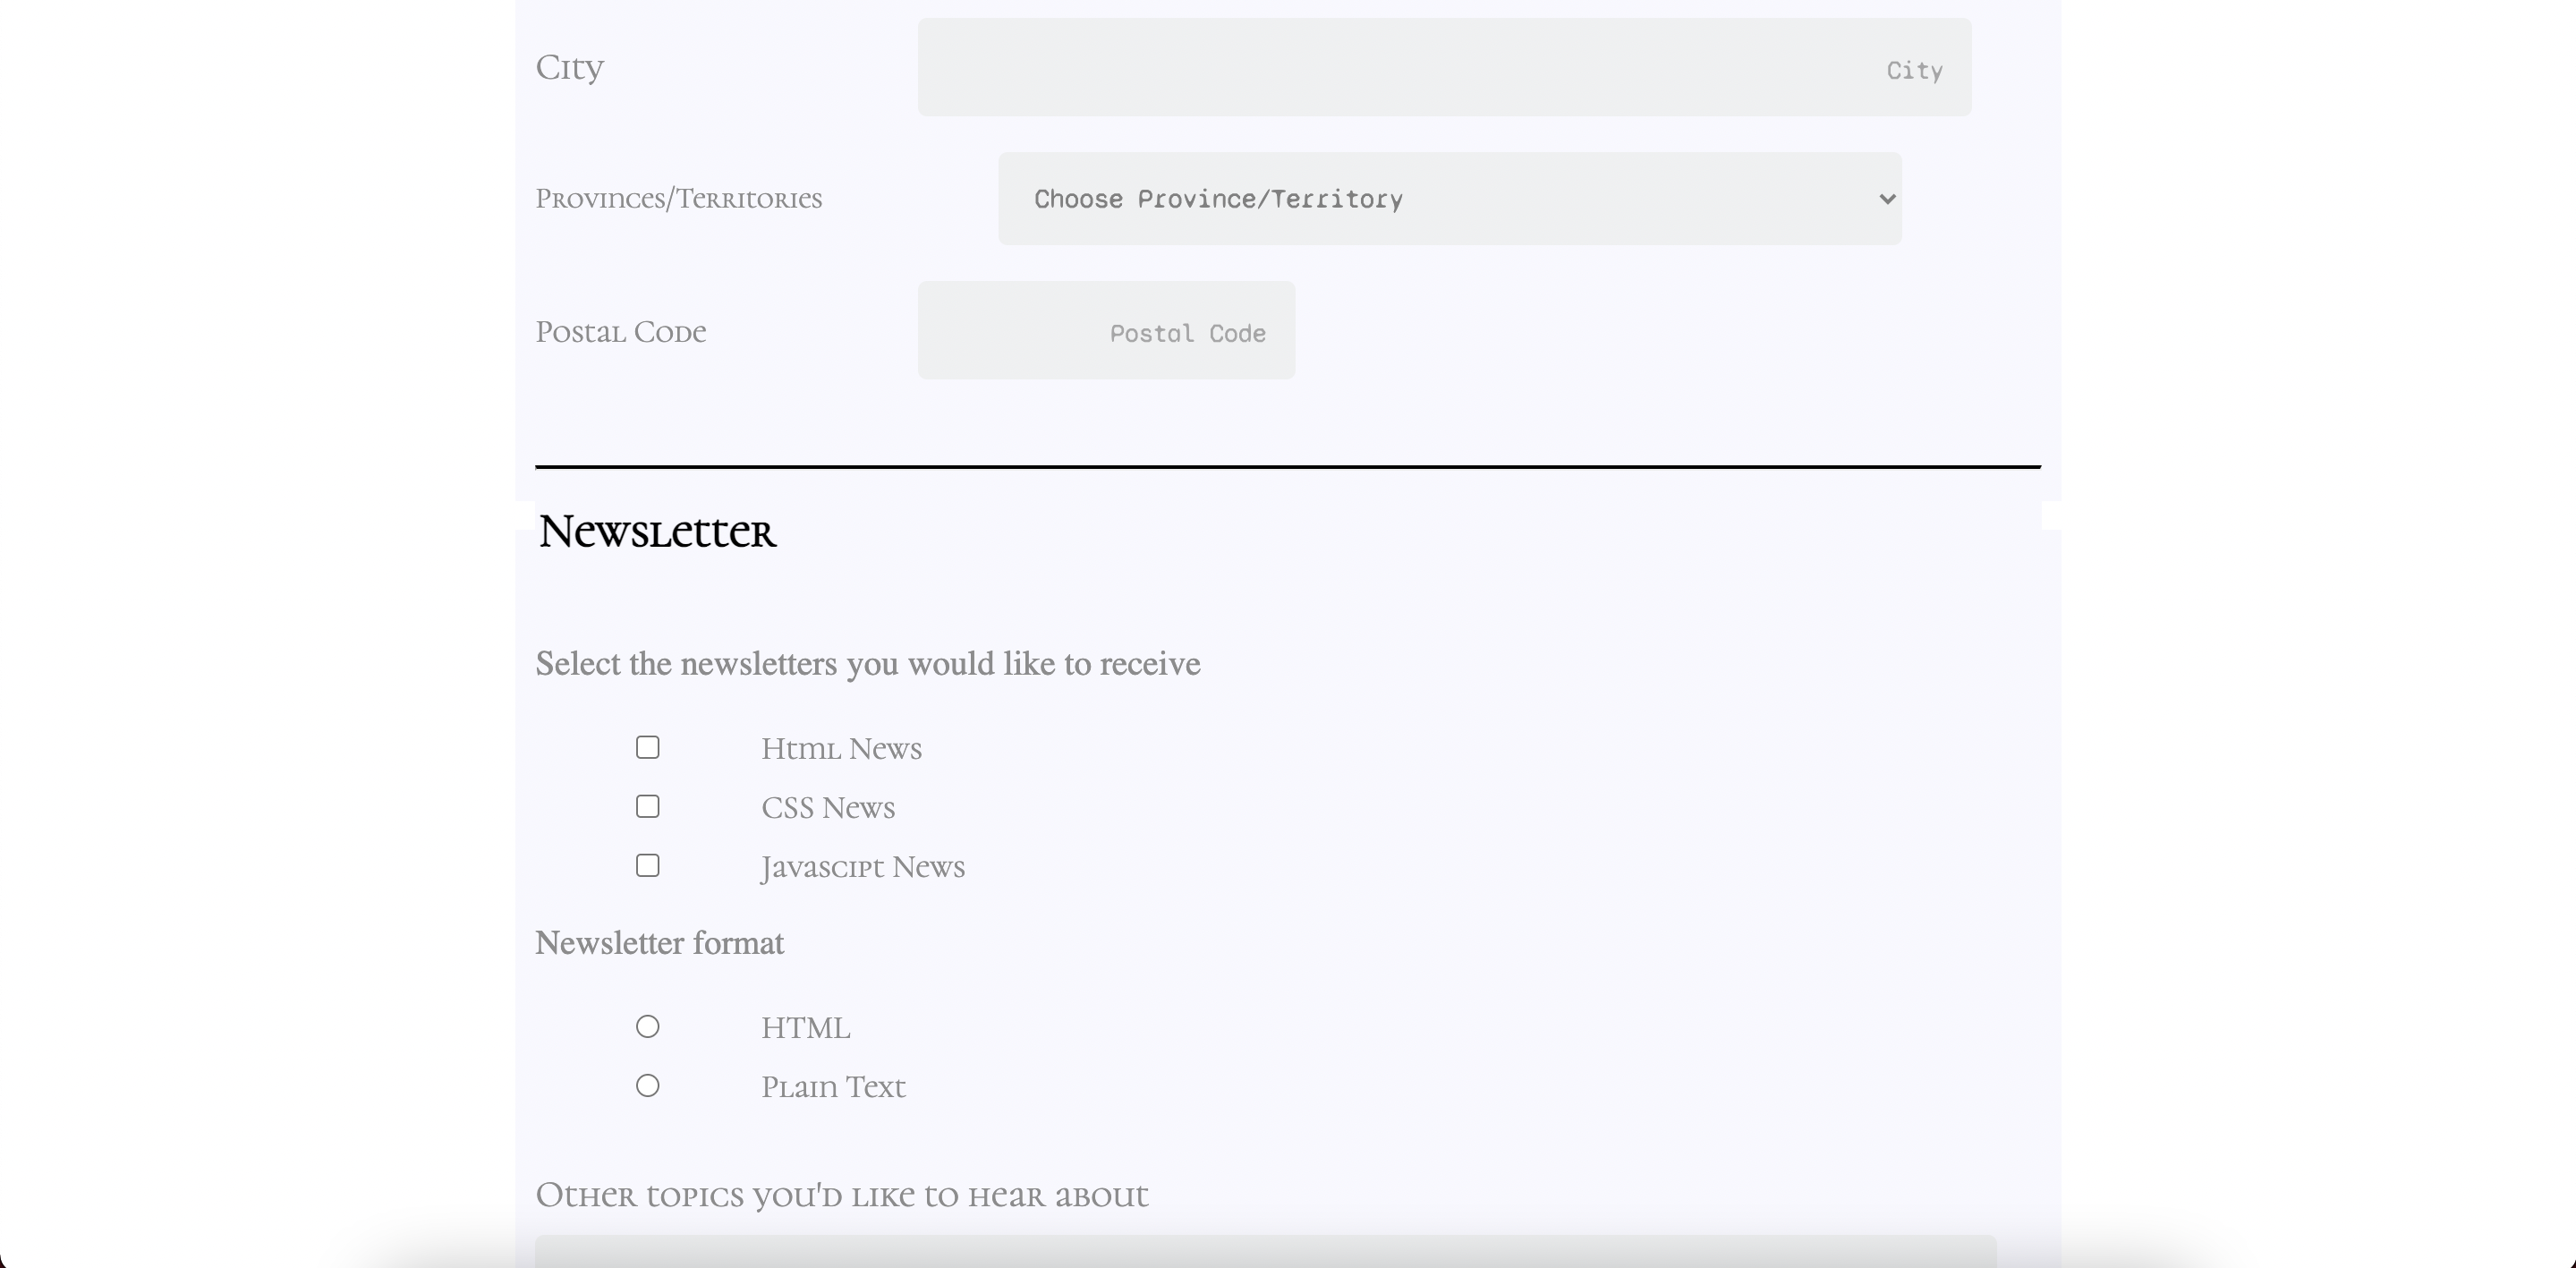 City
City
Provinces/Territories
Choose Province/Territory
Postal Code
Postal Code
Newsletter
Select the newsletters you would like to receive
Html News
CSS News
Javascipt News
Newsletter format
HTML
Plain Text
Other topics you'd like to hear about